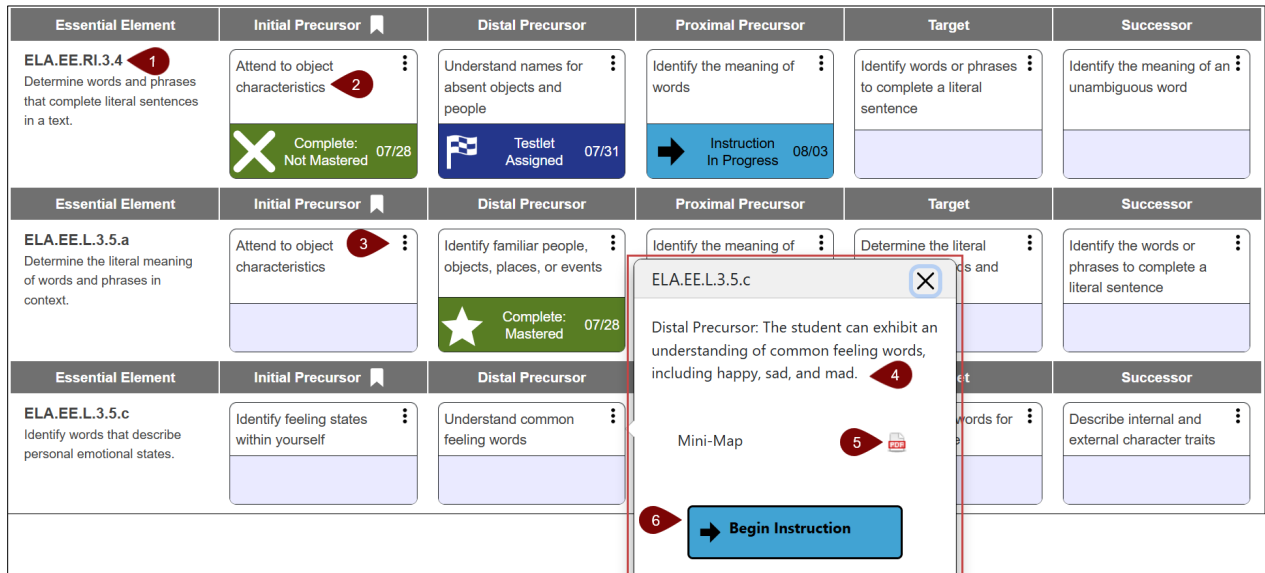 Essential Element Initial Precursor Distal Precursor Proximal Precursor Target Successor
ELA.EE.RI.3.4 1
Determine words and phrases
that complete literal sentences
in a text.
Attend to object
characteristics 2
Complete:
Not Mastered 07/28
Understand names for
absent objects and
people
Testlet
Assigned 07/31
Identify the meaning of
words
Instruction
In Progress 08/03
Identify words or phrases
to complete a literal
sentence
Identify the meaning of an
unambiguous word
Essential Element Initial Precursor Distal Precursor Proximal Precursor Target Successor
ELA.EE.L.3.5.a
Determine the literal meaning
of words and phrases in
context.
Attend to object 3
characteristics
Identify familiar people,
objects, places, or events
Complete:
Mastered 07/28
Identify the meaning of
Determine the literal
and
Identify the words or
phrases to complete a
literal sentence
Essential Element Initial Precursor Distal Precursor Successor
ELA.EE.L.3.5.c
Identify words that describe
personal emotional states.
Identify feeling states
within yourself
Understand common
feeling words
words for
Describe internal and
external character traits
ELA.EE.L.3.5.c
Distal Precursor: The student can exhibit an
understanding of common feeling words,
including happy, sad, and mad. 4
Mini-Map 5 PDF
6 Begin Instruction